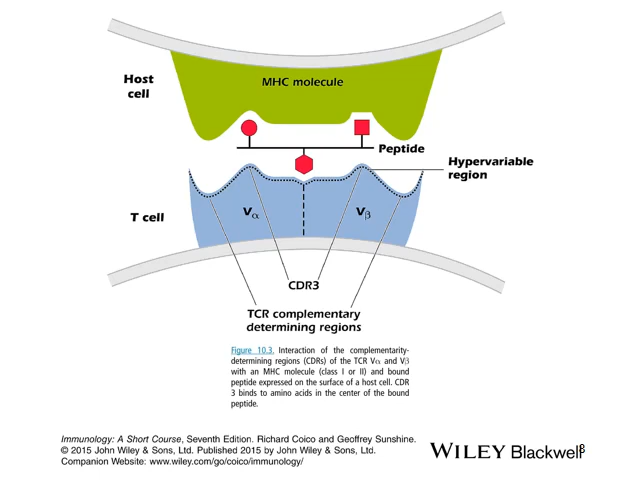 Host
cell
MHC molecule
Peptide
Hypervariable
region
T cell
Vα
Vβ
CDR3
TCR complementary
determining regions
Figure 10.3. Interaction of the complementarity-
determining regions (CDRs) of the TCR Vα and Vβ
with an MHC molecule (class I or II) and bound
peptide expressed on the surface of a host cell. CDR
3 binds to amino acids in the center of the bound
peptide.
Immunology: A Short Course, Seventh Edition. Richard Coico and Geoffrey Sunshine.
© 2015 John Wiley & Sons, Ltd. Published 2015 by John Wiley & Sons, Ltd.
Companion Website: www.wiley.com/go/coico/immunology/
WILEY Blackwell
8